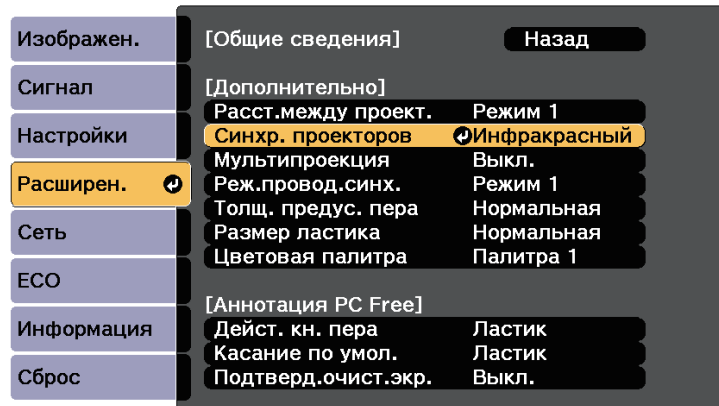 Изображен.
Сигнал
Настройки
Расширен.
Сеть
ECO
Информация
Сброс
[Общие сведения] Назад
[Дополнительно]
Расст.между проект. Режим 1
Синхр. проекторов Инфракрасный
Мультипроекция Выкл.
Реж.провод.синх. Режим 1
Толщ. предус. пера Нормальная
Размер ластика Нормальная
Цветовая палитра Палитра 1
[Аннотация PC Free]
Дейст. кн. пера Ластик
Касание по умол. Ластик
Подтверд.очист.экр. Выкл.